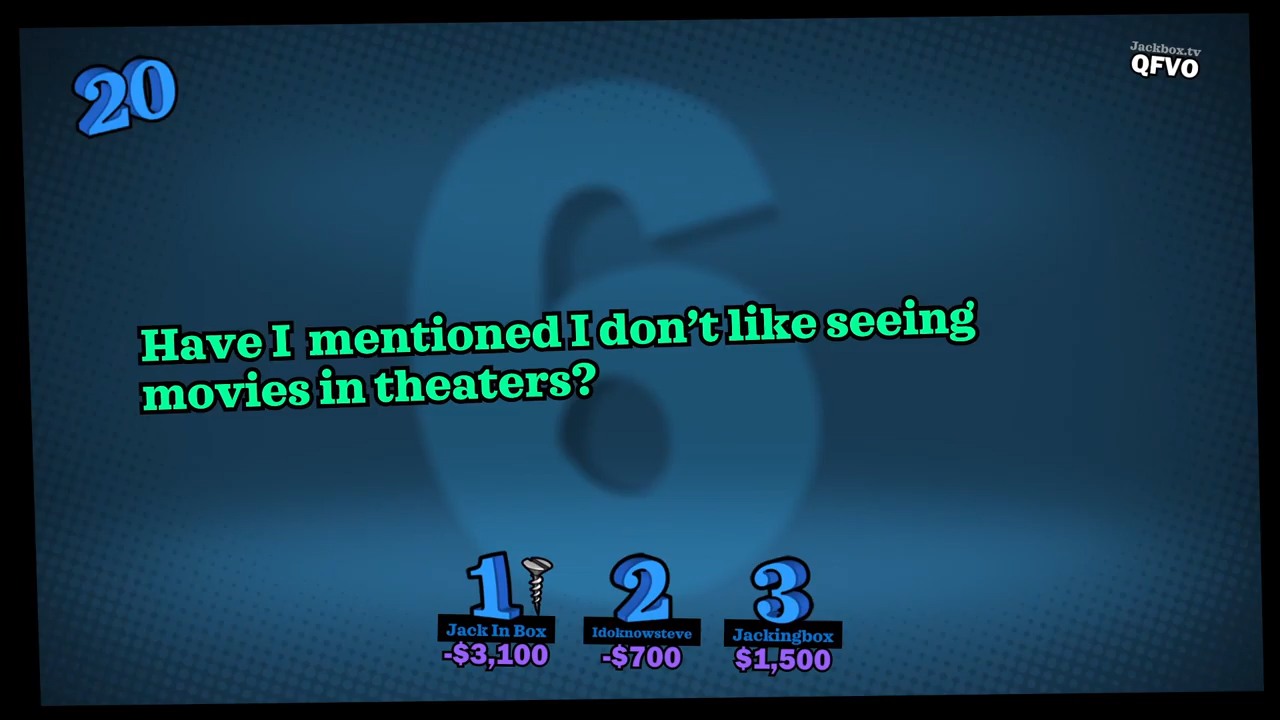 20
Jackbox.tv
QFVO
6
Have I mentioned I don't like seeing
movies in theaters?
1 2 3
Jack In Box Idoknowsteve Jackingbox
-$3,100 -$700 $1,500